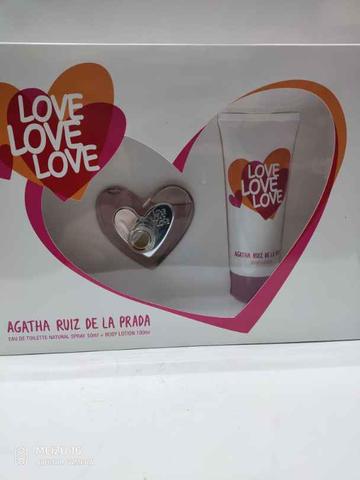 LOVE
LOVE
LOVE
LOVE
LOVE
LOVE
AGATHA RUIZ DE LA
AGATHA RUIZ DE LA PRADA
EAU DE TOILETTE NATURAL SPRAY 50ml + BODY LOTION 100ml